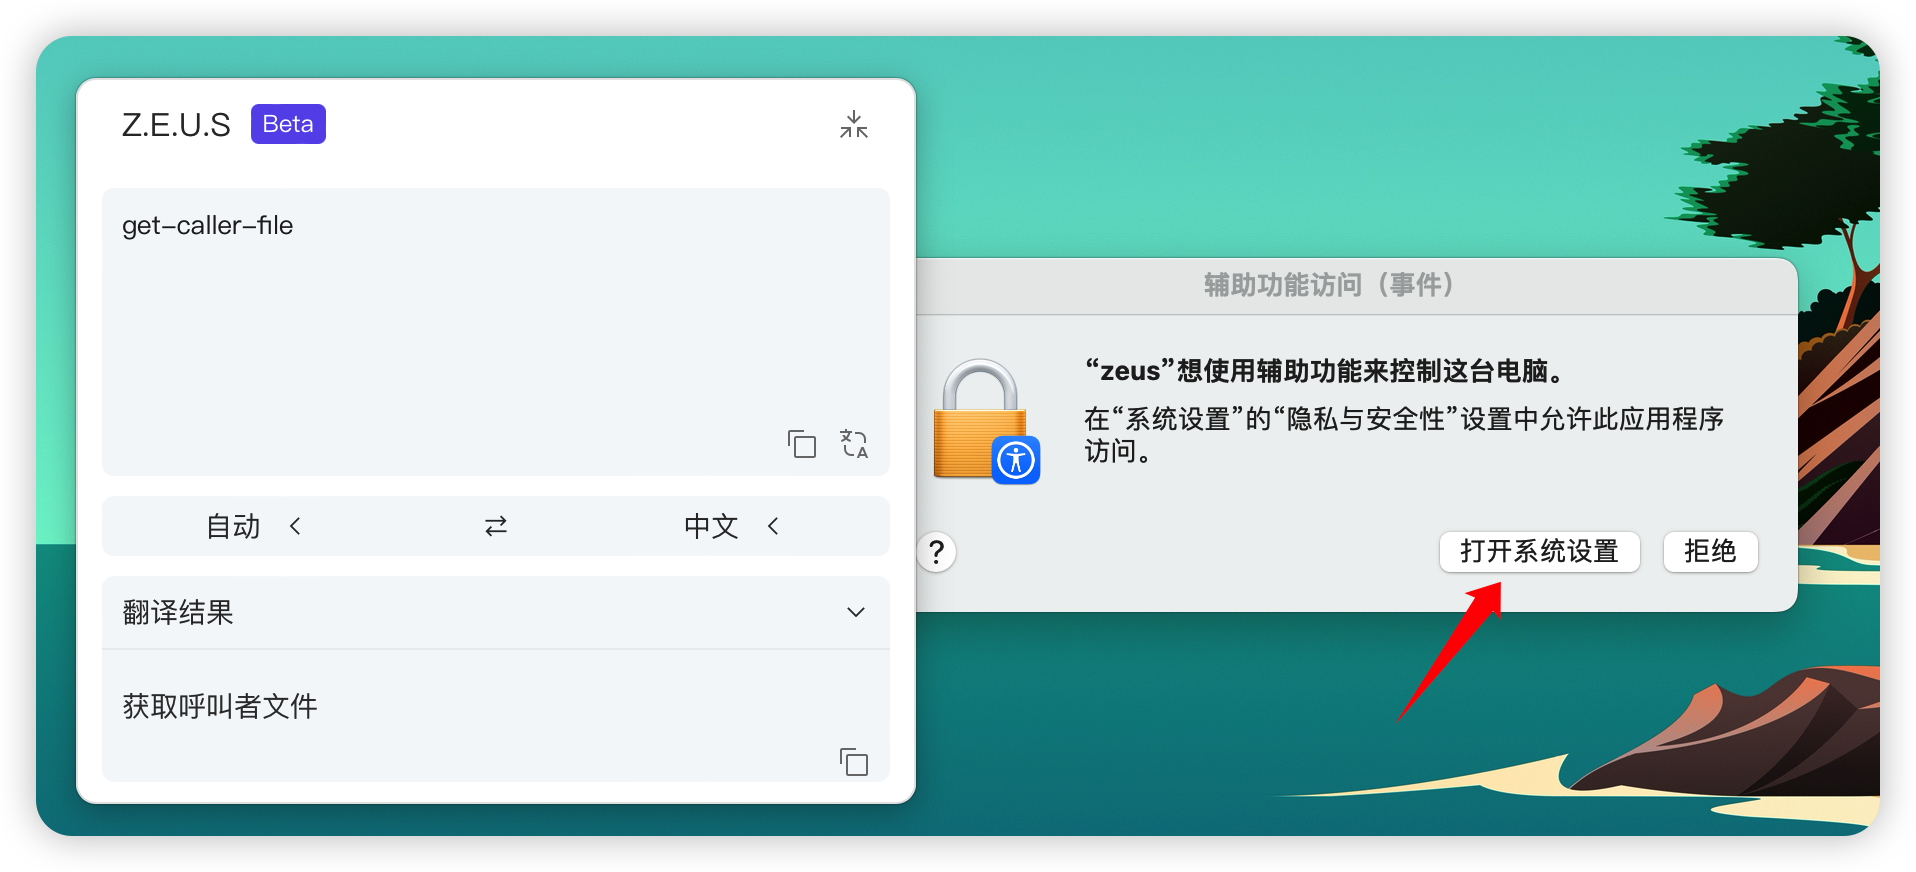 Z.E.U.S Beta
get-caller-file
自动
中文
翻译结果
获取呼叫者文件
辅助功能访问（事件）
“zeus”想使用辅助功能来控制这台电脑。
在“系统设置”的“隐私与安全性”设置中允许此应用程序
访问。
?
打开系统设置
拒绝